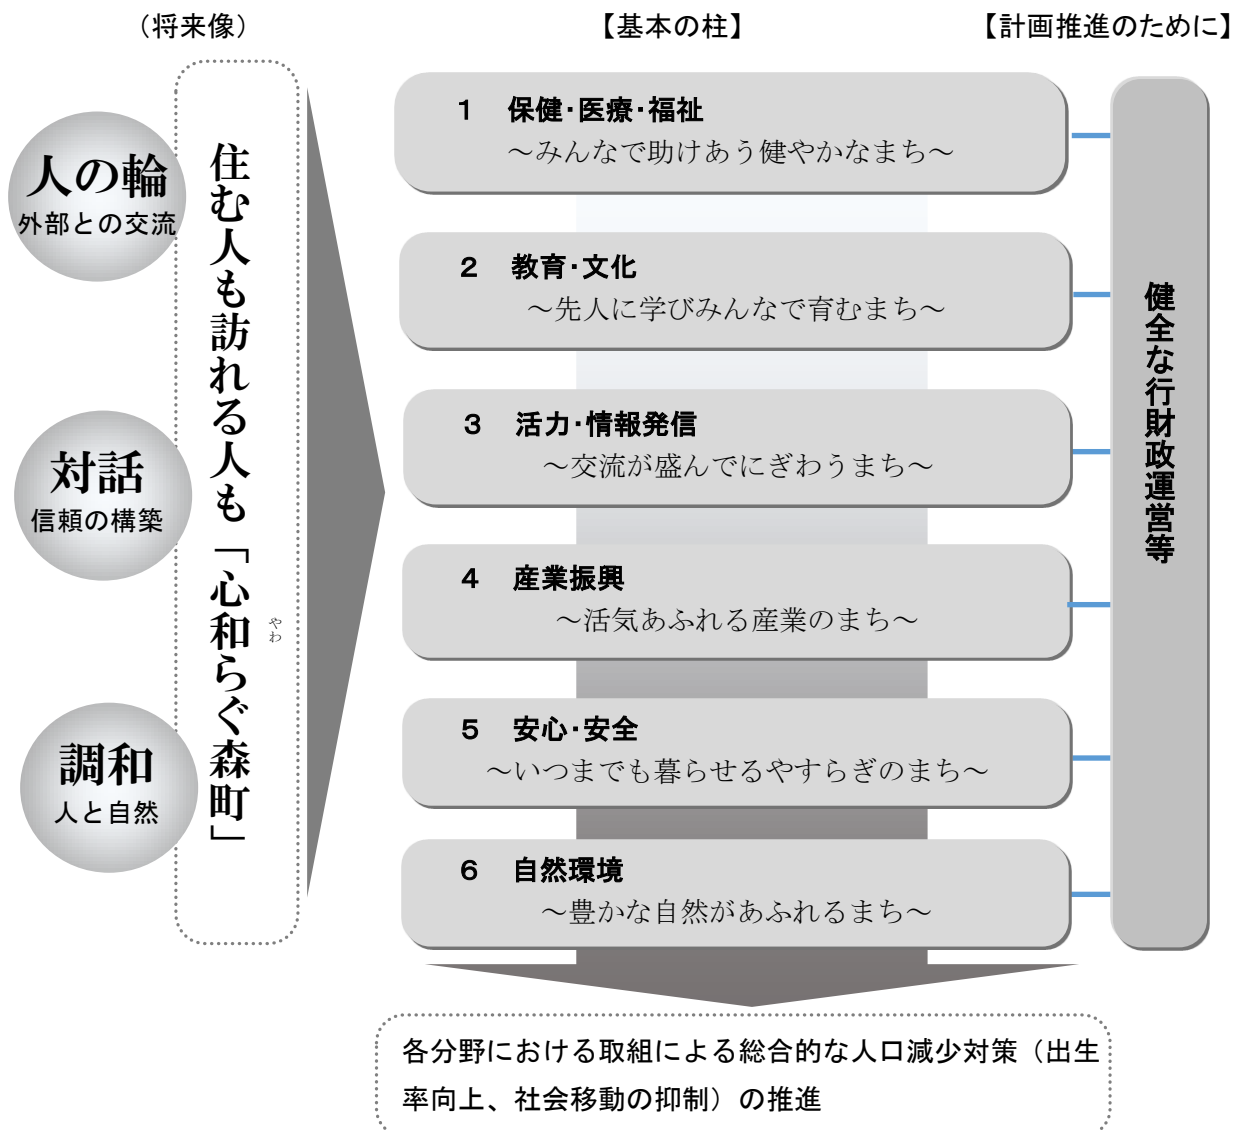 （将来像）
【基本の柱】
【計画推進のために】
人の輪
外部との交流
対話
信頼の構築
調和
人と自然
住む人も訪れる人も「心和らぐ森町」
やわ
1　保健・医療・福祉
～みんなで助けあう健やかなまち～
2　教育・文化
～先人に学びみんなで育むまち～
3　活力・情報発信
～交流が盛んでにぎわうまち～
4　産業振興
～活気あふれる産業のまち～
5　安心・安全
～いつまでも暮らせるやすらぎのまち～
6　自然環境
～豊かな自然があふれるまち～
健全な行財政運営等
各分野における取組による総合的な人口減少対策（出生
率向上、社会移動の抑制）の推進